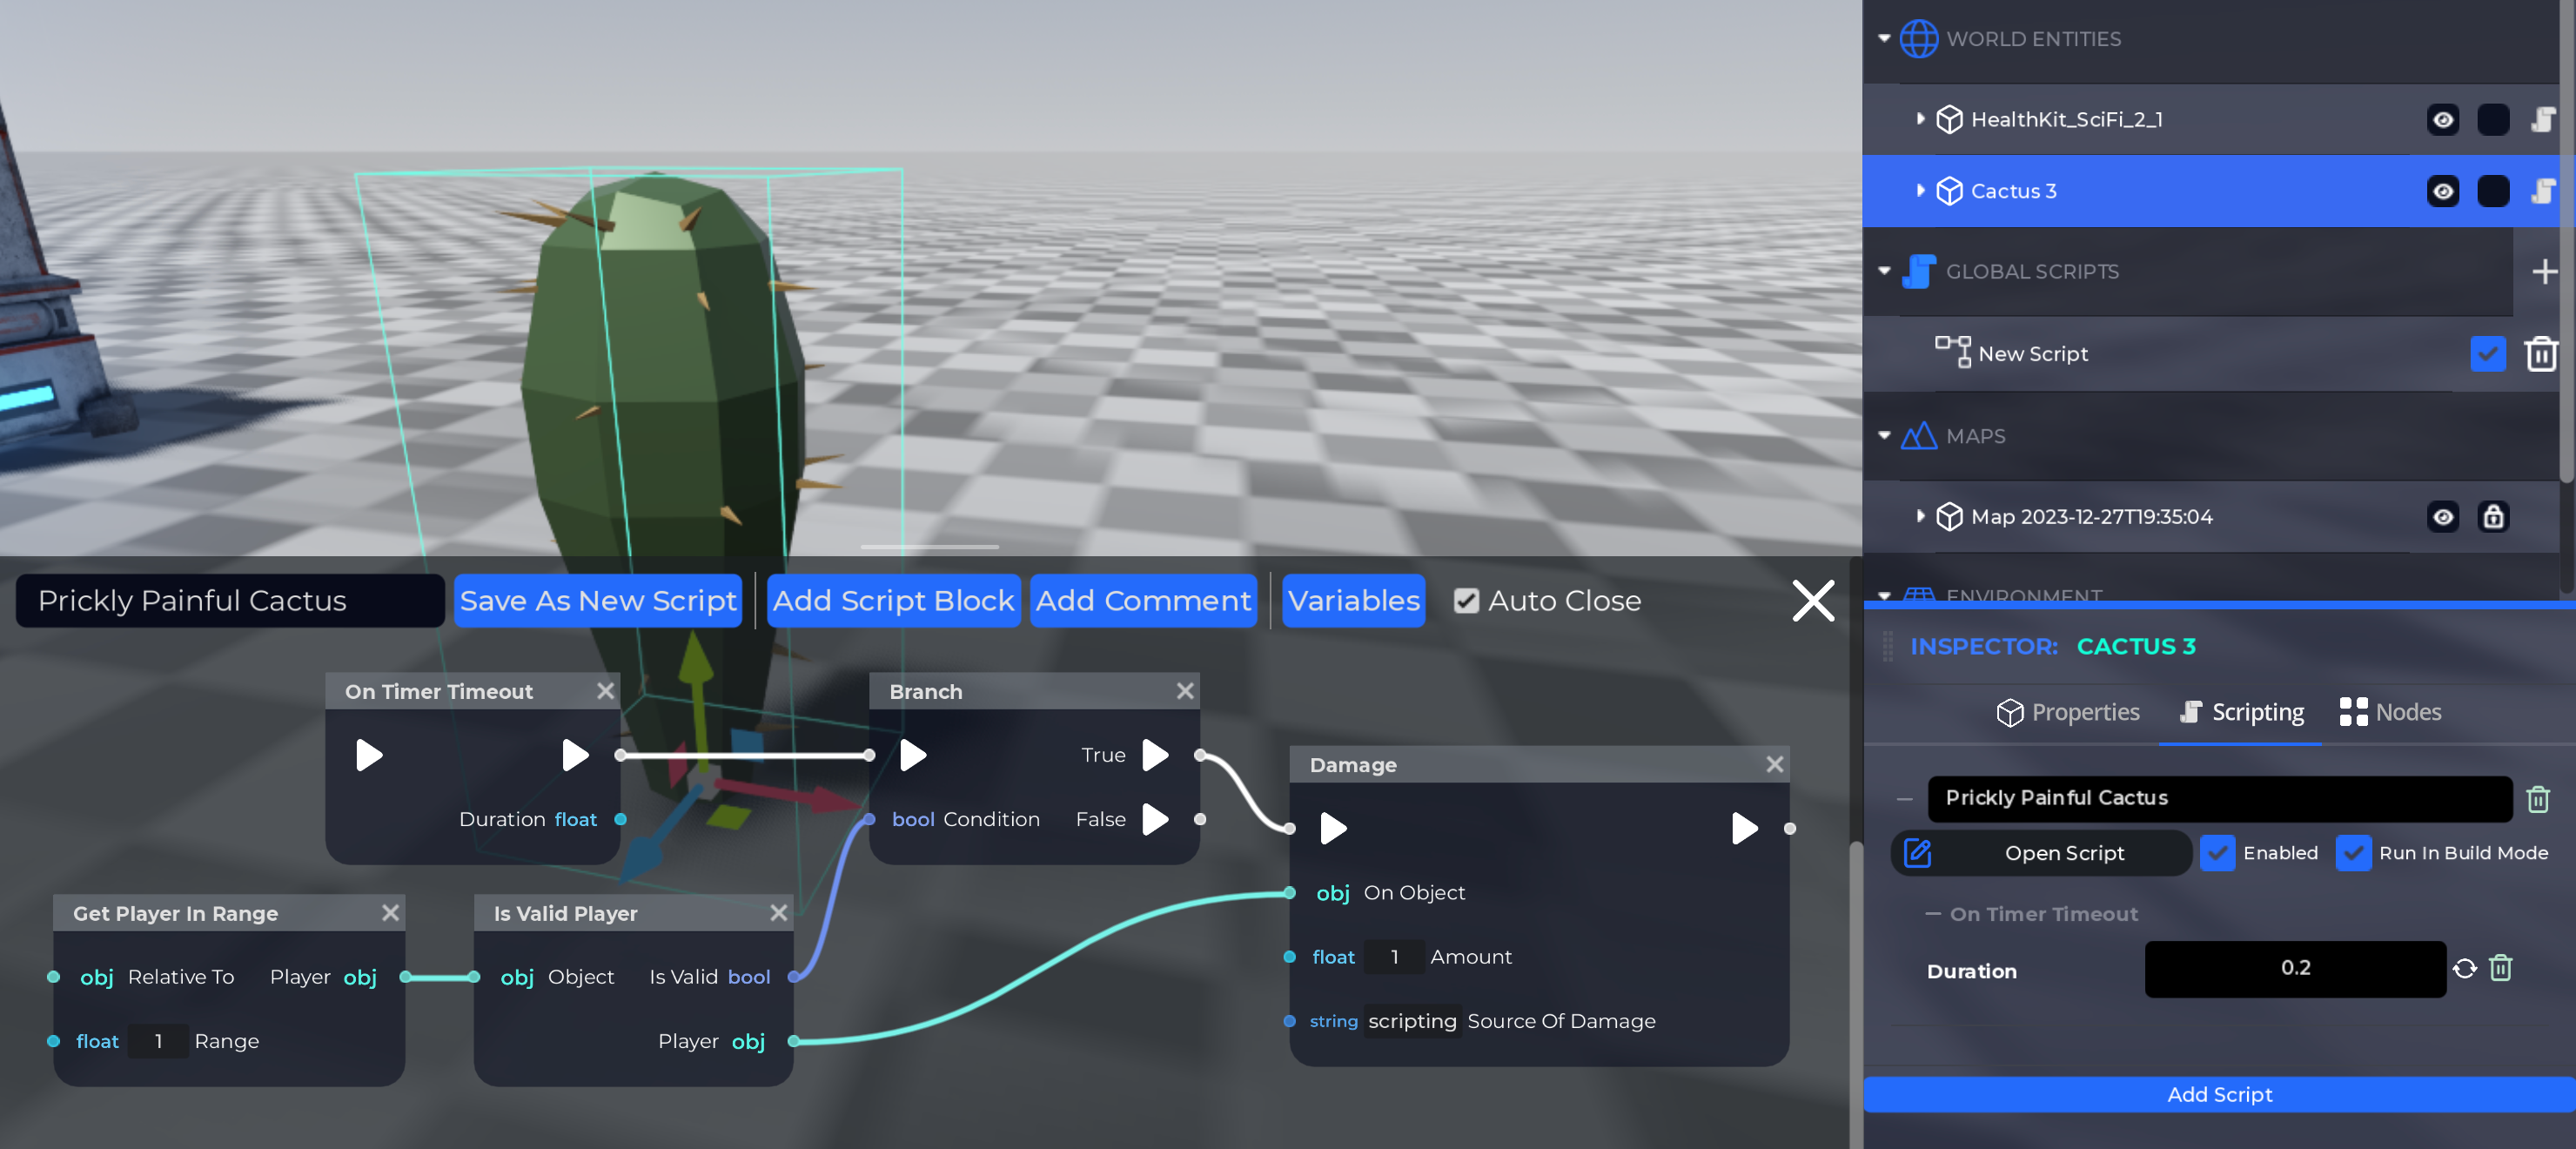 WORLD ENTITIES
HealthKit_SciFi_2_1
Cactus 3
GLOBAL SCRIPTS
New Script
MAPS
Map 2023-12-27T19:35:04
ENVIRONMENT
Prickly Painful Cactus
Save As New Script
Add Script Block
Add Comment
Variables
Auto Close
On Timer Timeout
Duration float
Branch
True
bool Condition
False
Damage
obj On Object
float 1 Amount
string scripting Source Of Damage
Get Player In Range
obj Relative To
Player obj
float 1 Range
Is Valid Player
obj Object
Is Valid bool
Player obj
INSPECTOR: CACTUS 3
Properties
Scripting
Nodes
Prickly Painful Cactus
Open Script
Enabled
Run In Build Mode
On Timer Timeout
Duration
0.2
Add Script